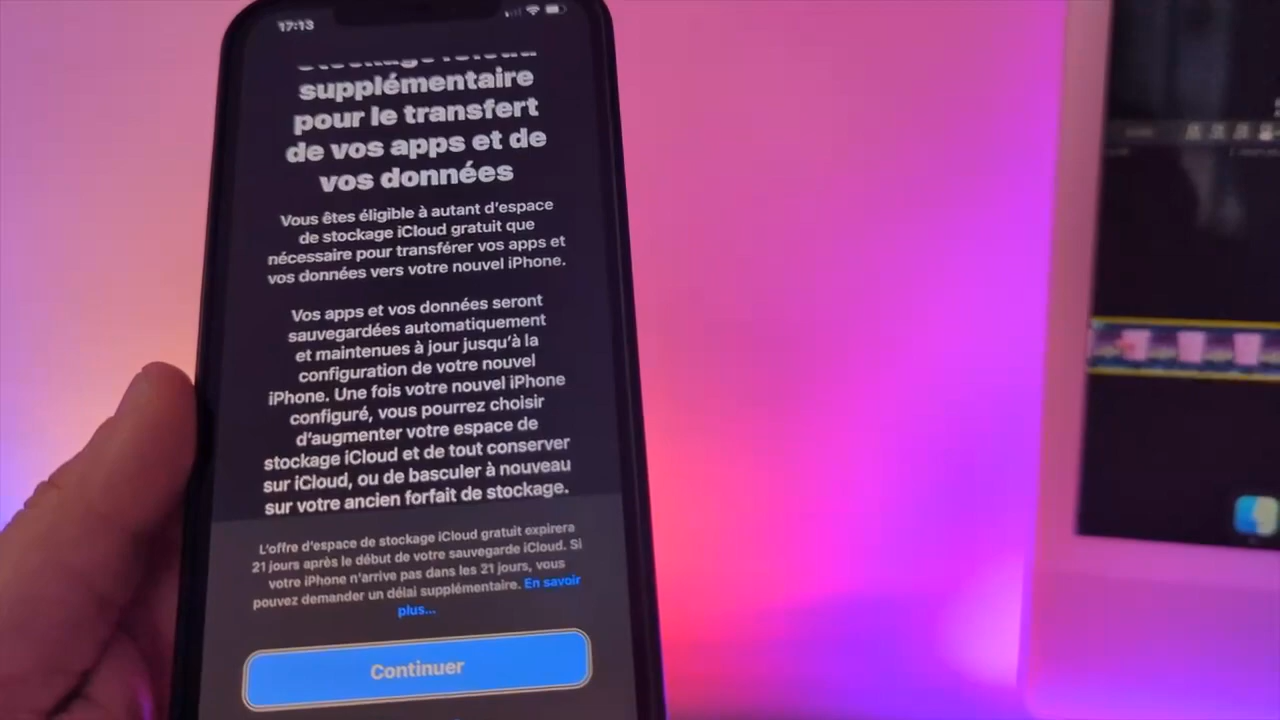 17:13
supplémentaire
pour le transfert
de vos apps et de
vos données
Vous êtes éligible à autant d'espace
de stockage iCloud gratuit que
nécessaire pour transférer vos apps et
vos données vers votre nouvel iPhone.
Vos apps et vos données seront
sauvegardées automatiquement
et maintenues à jour jusqu'à la
configuration de votre nouvel
iPhone. Une fois votre nouvel iPhone
configuré, vous pourrez choisir
d'augmenter votre espace de
stockage iCloud et de tout conserver
sur iCloud, ou de basculer à nouveau
sur votre ancien forfait de stockage.
L'offre d'espace de stockage iCloud gratuit expirera
21 jours après le début de votre sauvegarde iCloud. Si
votre iPhone n'arrive pas dans les 21 jours, vous
pouvez demander un délai supplémentaire. En savoir
plus...
Continuer